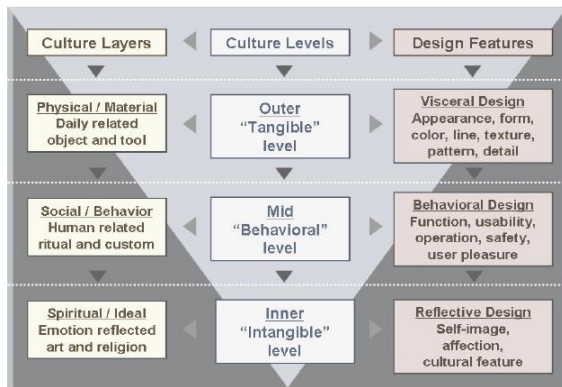 Culture Layers
Culture Levels
Design Features
Physical / Material
Daily related
object and tool
Outer
“Tangible”
level
Visceral Design
Appearance, form,
color, line, texture,
pattern, detail
Social / Behavior
Human related
ritual and custom
Mid
“Behavioral”
level
Behavioral Design
Function, usability,
operation, safety,
user pleasure
Spiritual / Ideal
Emotion reflected
art and religion
Inner
“Intangible”
level
Reflective Design
Self-image,
affection,
cultural feature